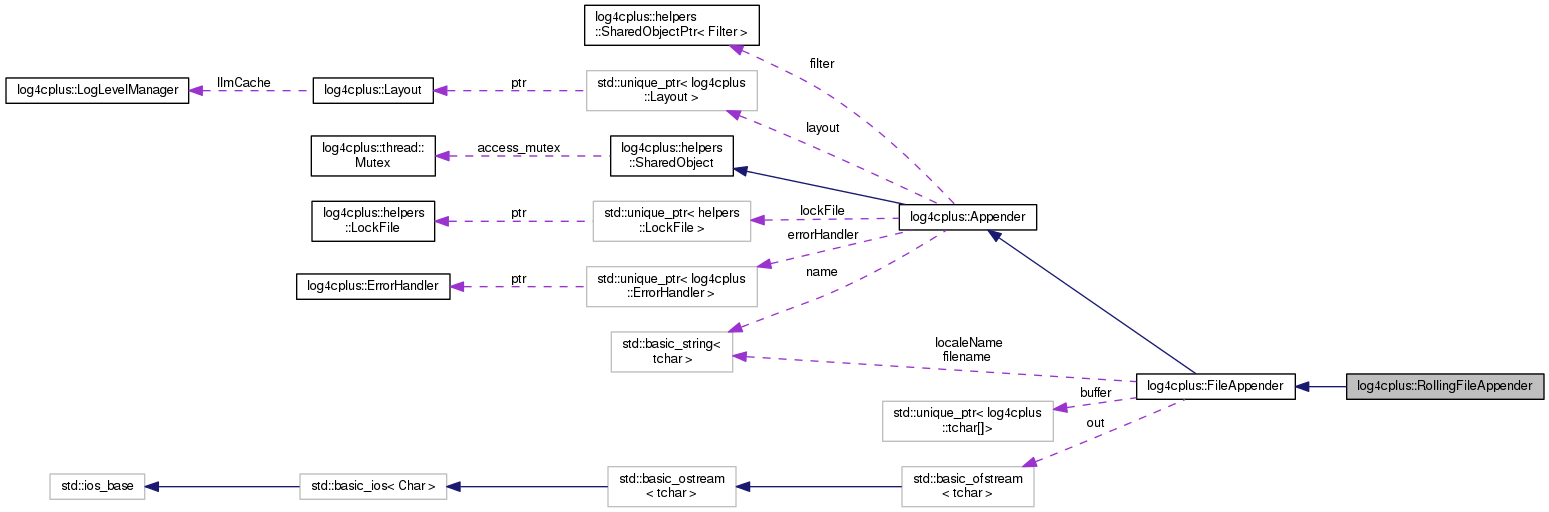 log4cplus::helpers
::SharedObjectPtr< Filter >
filter
log4cplus::LogLevelManager
llmCache
log4cplus::Layout
ptr
std::unique_ptr< log4cplus
::Layout >
layout
log4cplus::thread::
Mutex
access_mutex
log4cplus::helpers
::SharedObject
log4cplus::helpers
::LockFile
ptr
std::unique_ptr< helpers
::LockFile >
lockFile
log4cplus::Appender
errorHandler
log4cplus::ErrorHandler
ptr
std::unique_ptr< log4cplus
::ErrorHandler >
name
std::basic_string<
tchar >
localeName
filename
log4cplus::FileAppender
log4cplus::RollingFileAppender
buffer
std::unique_ptr< log4cplus
::tchar[]>
out
std::ios_base
std::basic_ios< Char >
std::basic_ostream
< tchar >
std::basic_ofstream
< tchar >